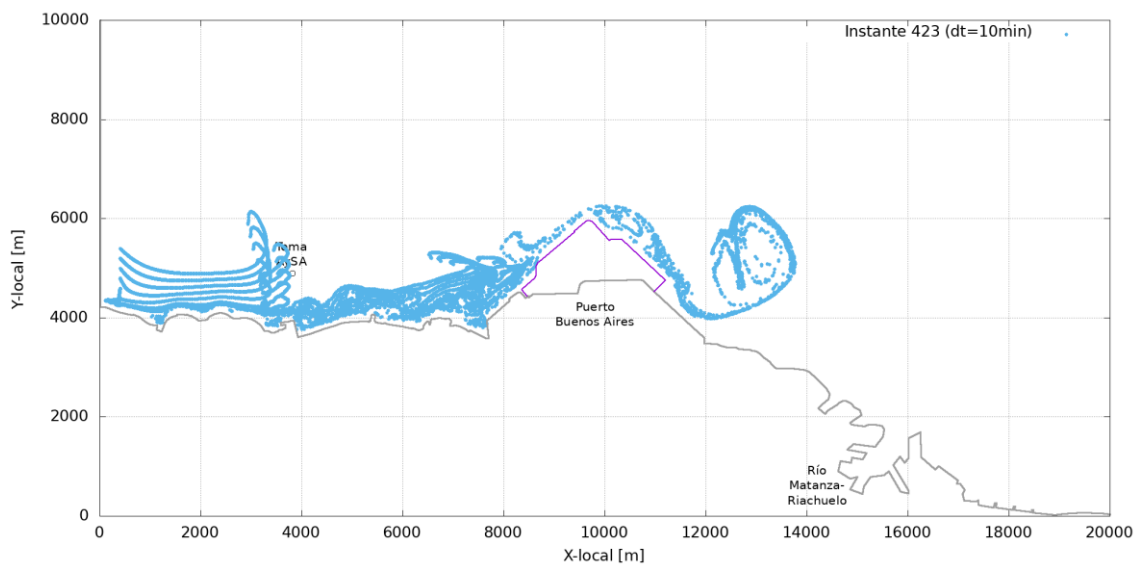 Instante 423 (dt=10min)
10000
8000
6000
4000
2000
0
Y-local [m]
Toma
Puerto
Buenos Aires
Río
Matanza-
Riachuelo
0 2000 4000 6000 8000 10000 12000 14000 16000 18000 20000
X-local [m]